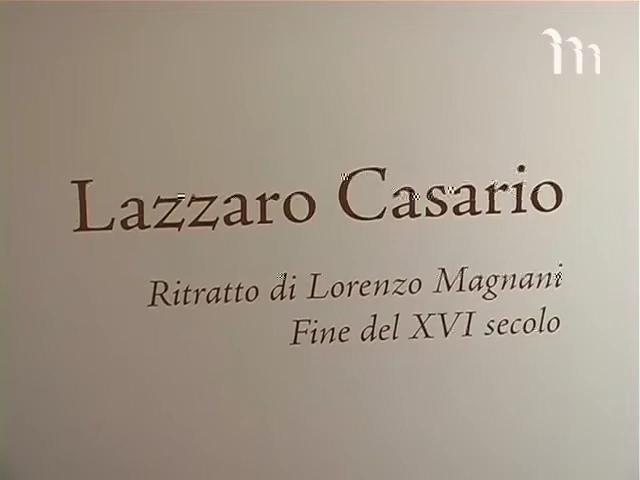 Lazzaro Casario
Ritratto di Lorenzo Magnani
Fine del XVI secolo